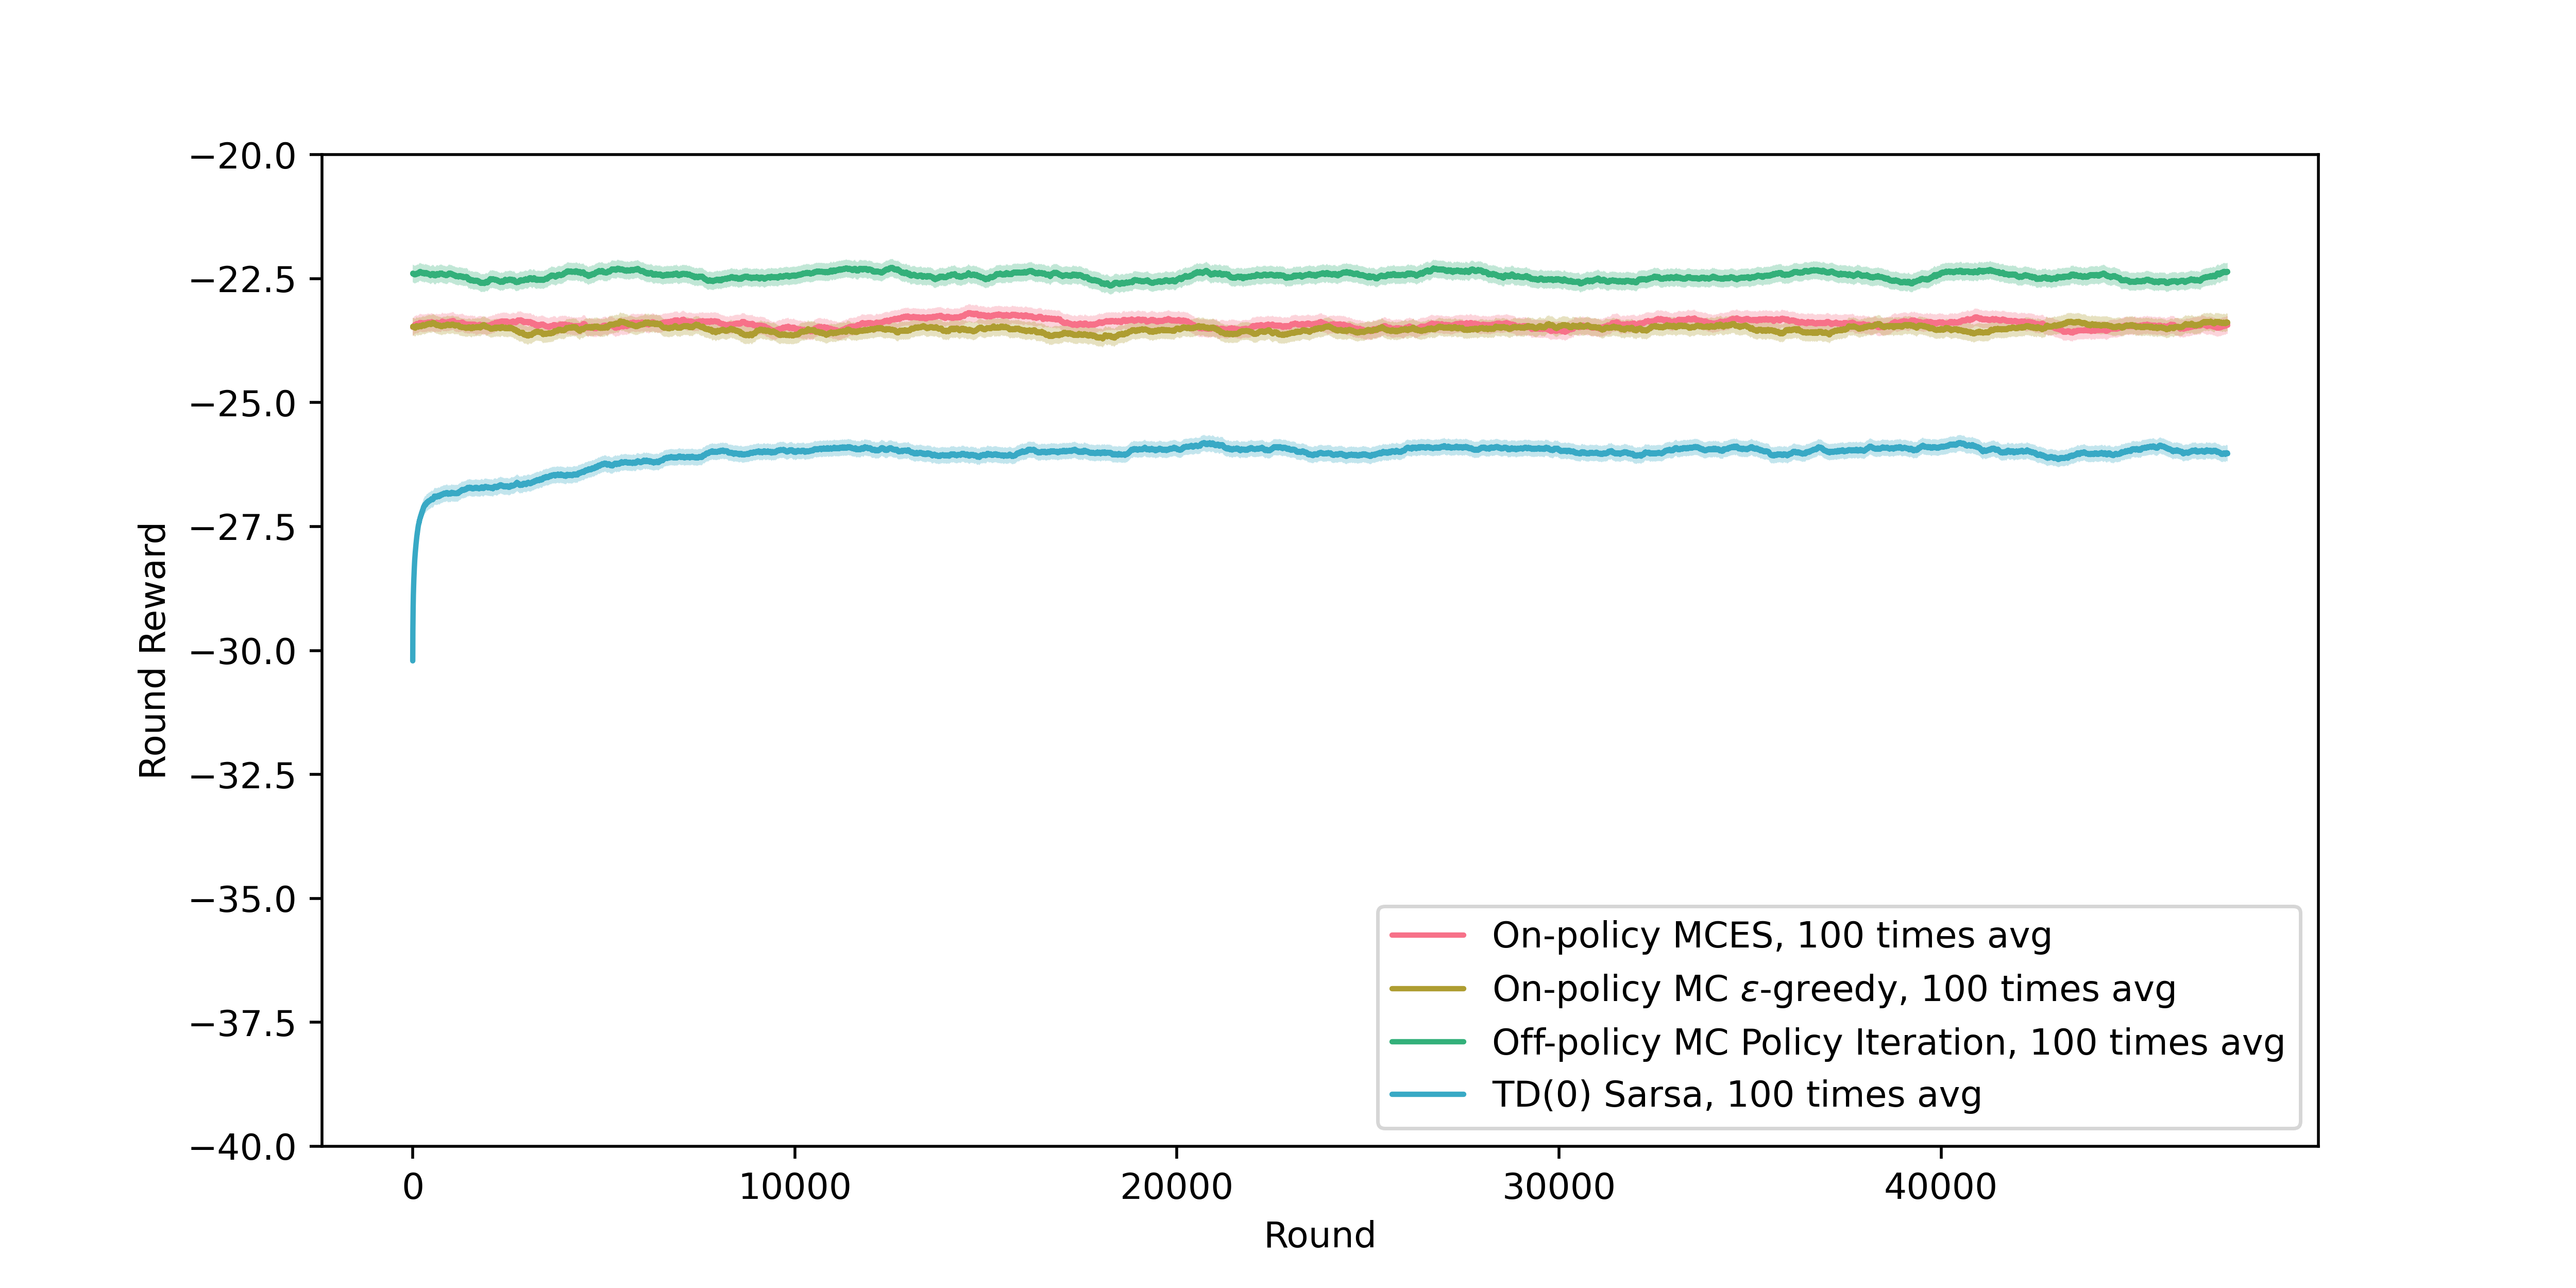 −20.0
−22.5
−25.0
−27.5
−30.0
−32.5
−35.0
−37.5
−40.0
Round Reward
On-policy MCES, 100 times avg
On-policy MC ε-greedy, 100 times avg
Off-policy MC Policy Iteration, 100 times avg
TD(0) Sarsa, 100 times avg
0 10000 20000 30000 40000
Round